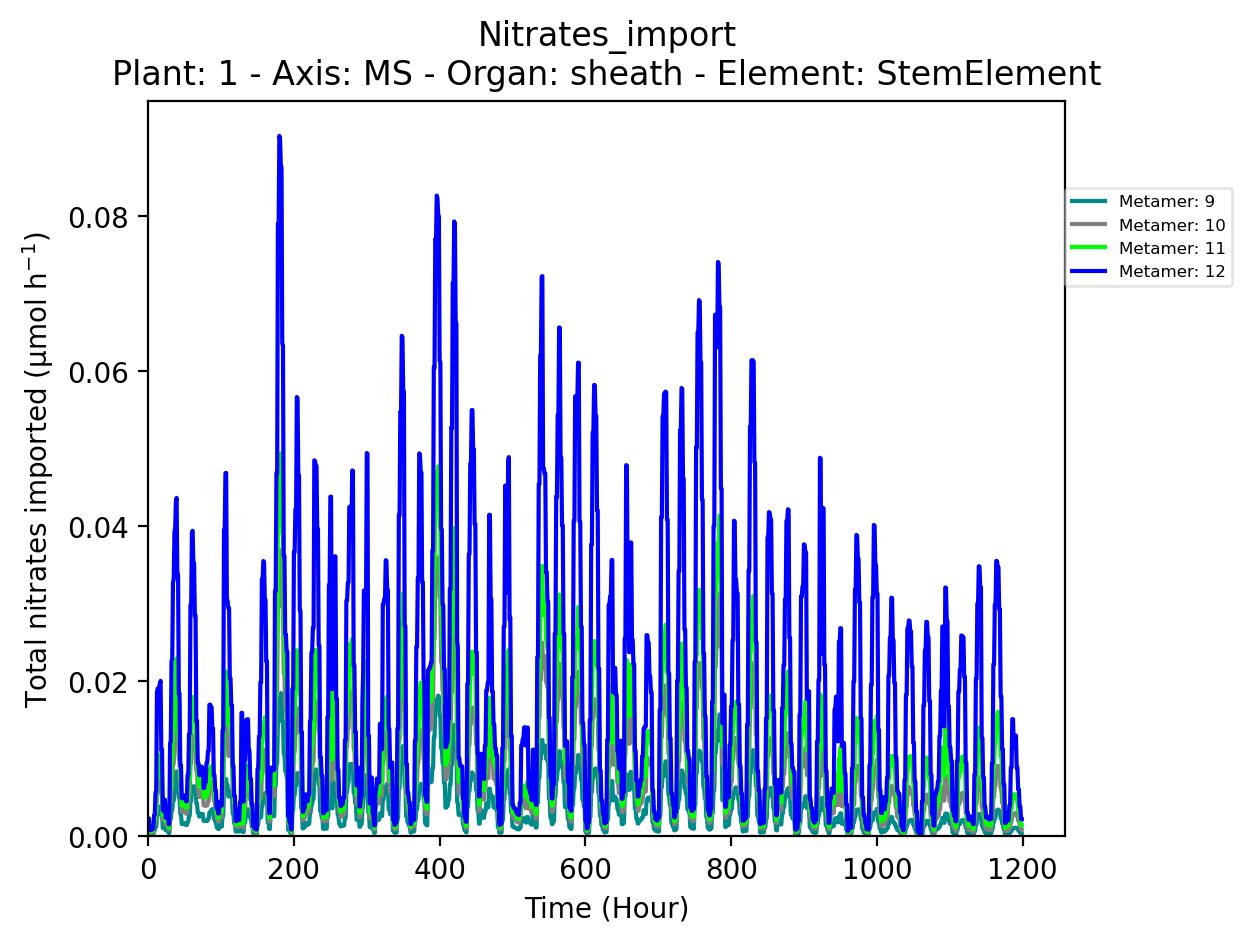 Nitrates_import
Plant: 1 - Axis: MS - Organ: sheath - Element: StemElement
Total nitrates imported (µmol h⁻¹)
0.08
0.06
0.04
0.02
0.00
0
200
400
600
800
1000
1200
Time (Hour)
Metamer: 9
Metamer: 10
Metamer: 11
Metamer: 12